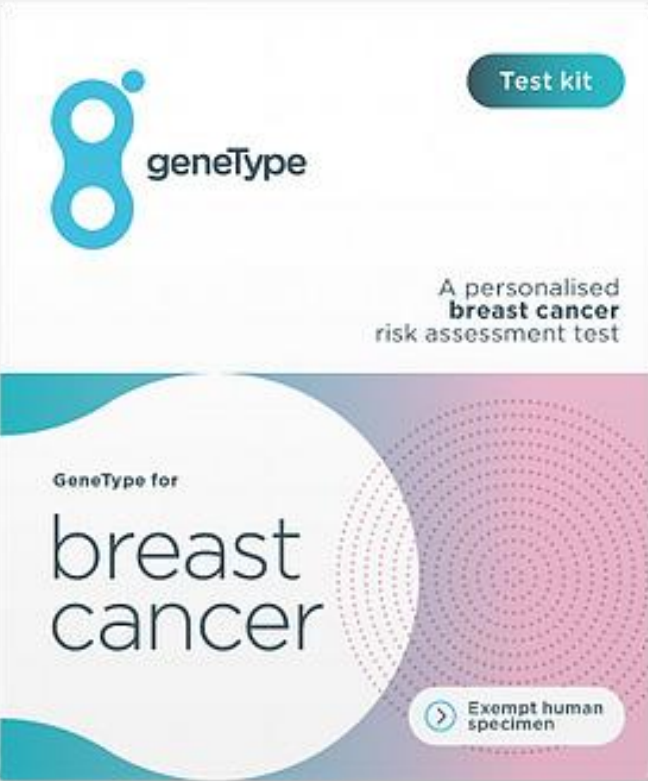 Test kit
geneType
A personalised
breast cancer
risk assessment test
GeneType for
breast
cancer
Exempt human
specimen